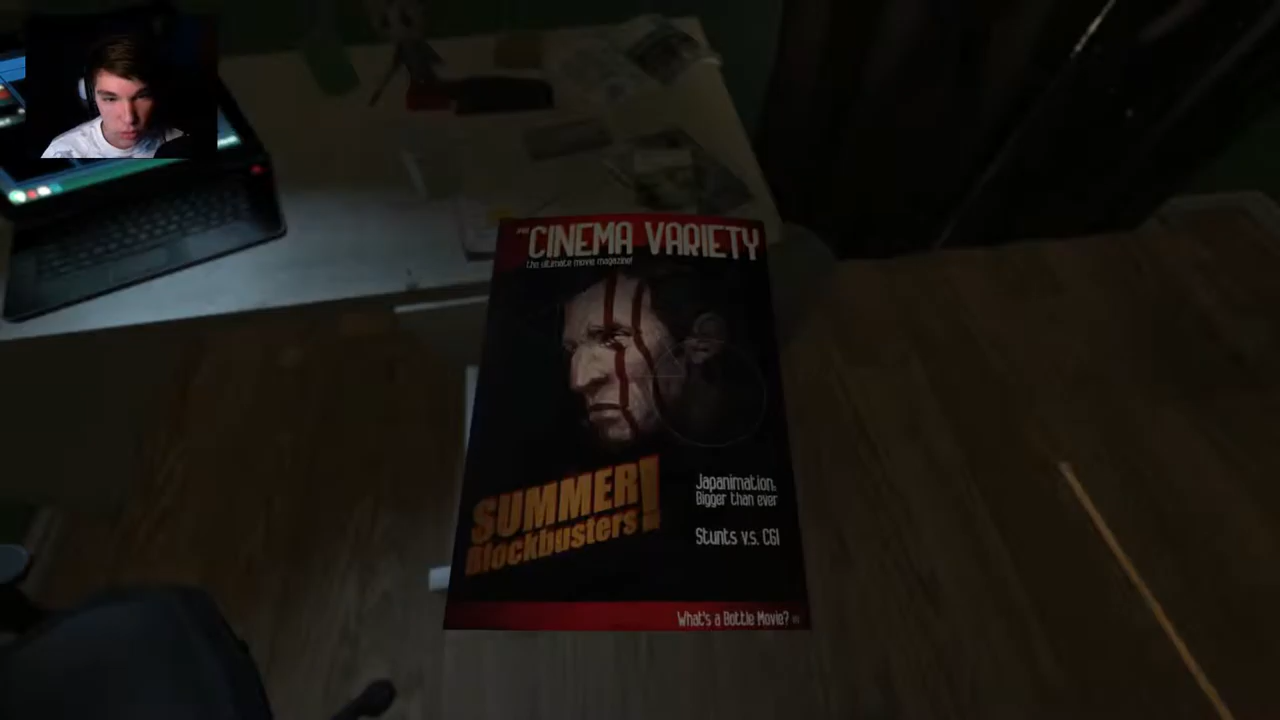 CINEMA VARIETY
the ultimate movie magazine!
SUMMER!
Blockbusters
Japanimation:
Bigger than ever
Stunts v.s. CGI
What's a Bottle Movie?